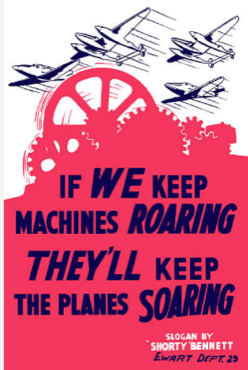 IF WE KEEP
MACHINES ROARING
THEY'LL KEEP
THE PLANES SOARING
SLOGAN BY
"SHORTY" BENNETT
EWART DEPT. 29